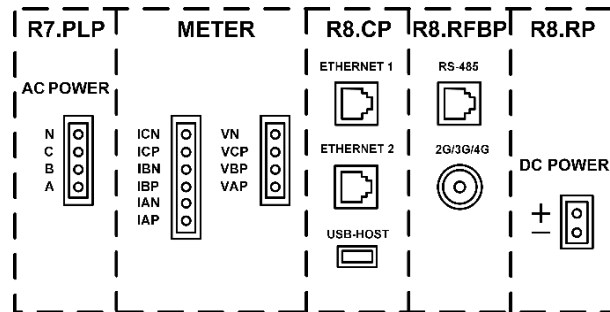 R7.PLP
AC POWER
N
C
B
A
METER
ICN
ICP
IBN
IBP
IAN
IAP
VN
VCP
VBP
VAP
R8.CP
ETHERNET 1
ETHERNET 2
USB-HOST
R8.RFBP
RS-485
2G/3G/4G
R8.RP
DC POWER
+
−